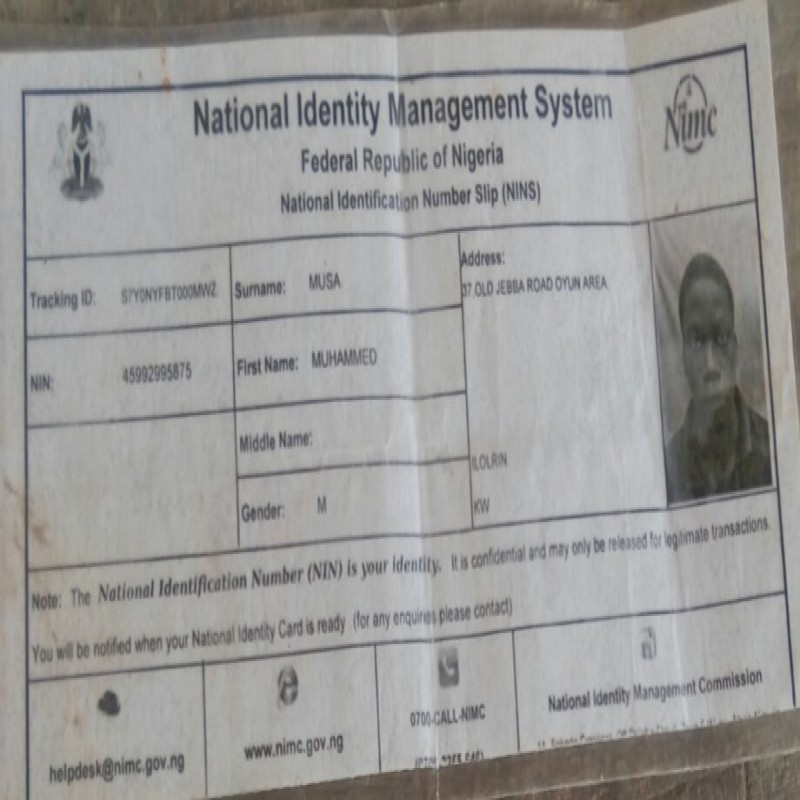 National Identity Management System
Federal Republic of Nigeria
National Identification Number Slip (NINS)
Nimc
Tracking ID: S7Y0NYFBT000MWZ
Surname: MUSA
Address:
37 OLD JEBBA ROAD OYUN AREA
NIN: 45992995875
First Name: MUHAMMED
Middle Name:
ILOLRIN
Gender: M
KW
Note: The National Identification Number (NIN) is your identity. It is confidential and may only be released for legitimate transactions.
You will be notified when your National Identity Card is ready (for any enquiries please contact)
helpdesk@nimc.gov.ng
www.nimc.gov.ng
0700-CALL-NIMC
National Identity Management Commission